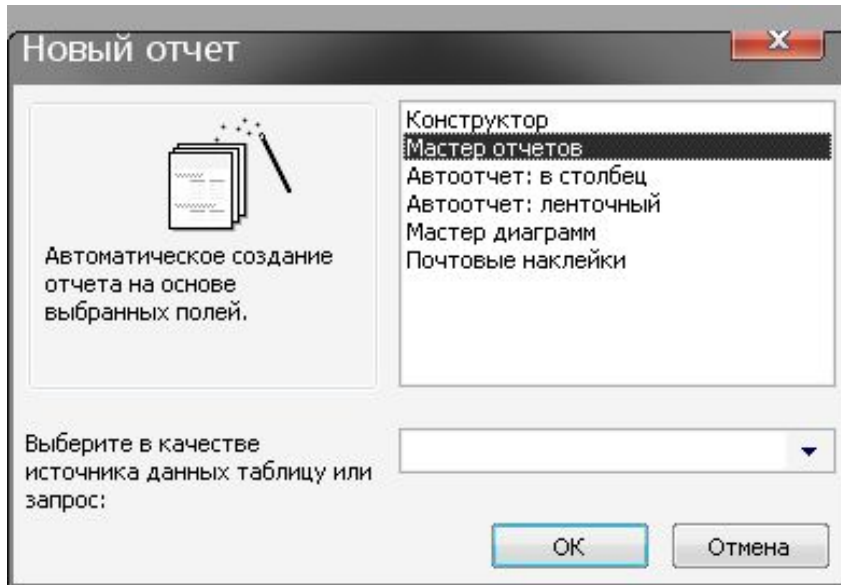 Новый отчет
Конструктор
Мастер отчетов
Автоотчет: в столбец
Автоотчет: ленточный
Мастер диаграмм
Почтовые наклейки
Автоматическое создание
отчета на основе
выбранных полей.
Выберите в качестве
источника данных таблицу или
запрос:
ОК
Отмена